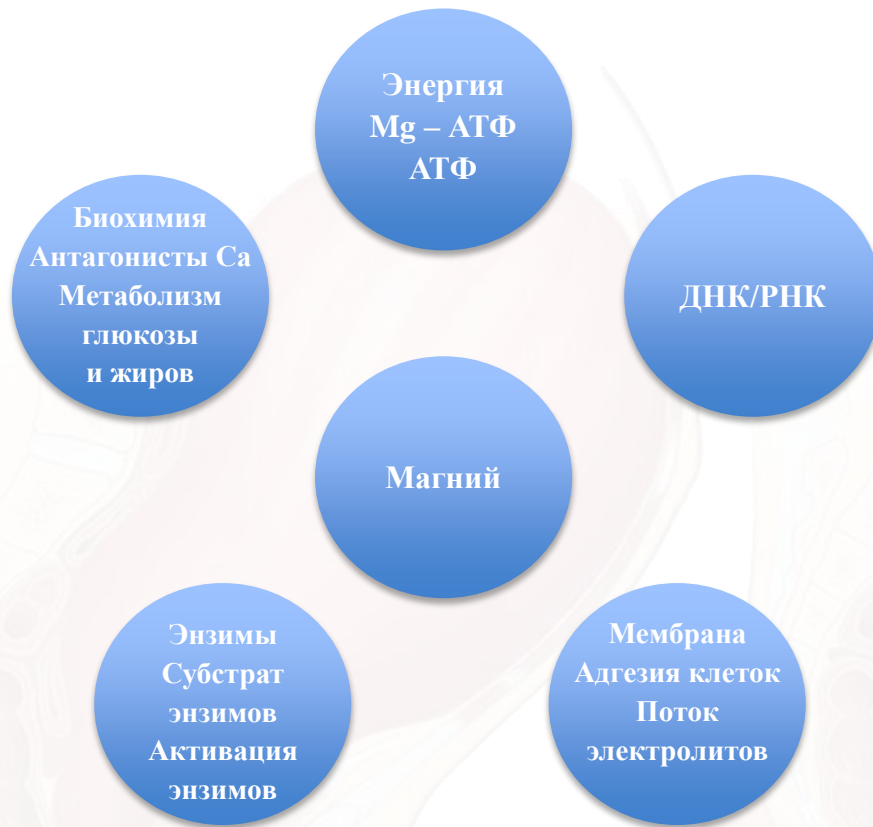 Энергия
Mg – АТФ
АТФ
Биохимия
Антагонисты Са
Метаболизм
глюкозы
и жиров
ДНК/РНК
Магний
Энзимы
Субстрат
энзимов
Активация
энзимов
Мембрана
Адгезия клеток
Поток
электролитов